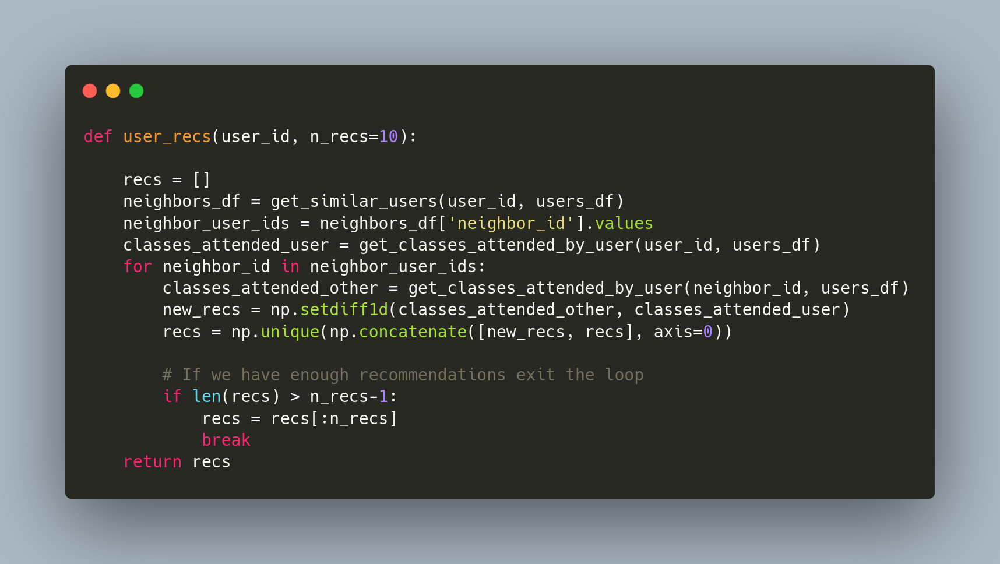 def user_recs(user_id, n_recs=10):

    recs = []
    neighbors_df = get_similar_users(user_id, users_df)
    neighbor_user_ids = neighbors_df['neighbor_id'].values
    classes_attended_user = get_classes_attended_by_user(user_id, users_df)
    for neighbor_id in neighbor_user_ids:
        classes_attended_other = get_classes_attended_by_user(neighbor_id, users_df)
        new_recs = np.setdiff1d(classes_attended_other, classes_attended_user)
        recs = np.unique(np.concatenate([new_recs, recs], axis=0))

        # If we have enough recommendations exit the loop
        if len(recs) > n_recs-1:
            recs = recs[:n_recs]
            break
    return recs